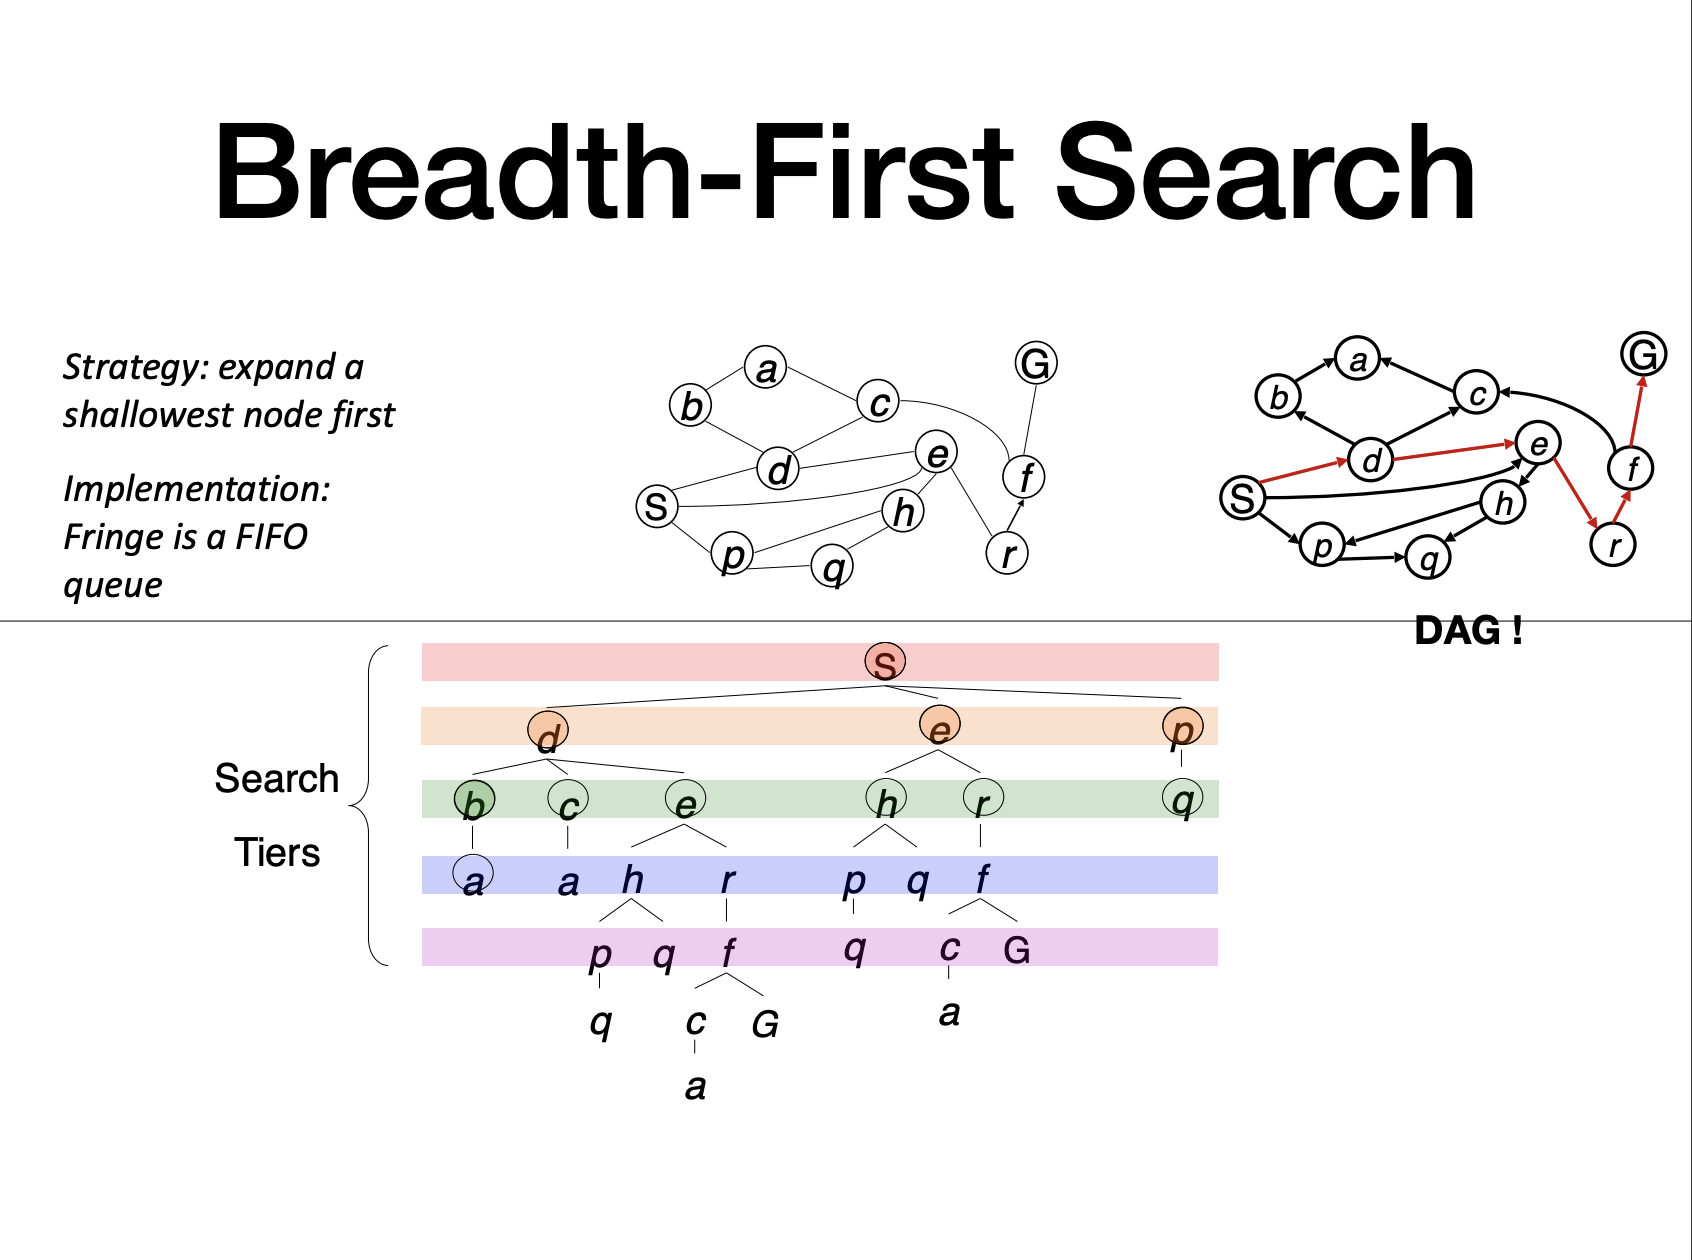 Breadth-First Search
Strategy: expand a
shallowest node first
Implementation:
Fringe is a FIFO
queue
a
G
b
c
d
e
S
f
h
p
q
r
a
G
b
c
d
e
S
f
h
p
q
r
DAG !
Search
Tiers
S
d e p
b c e h r q
a a h r p q f
p q f q c G
q c G a
a